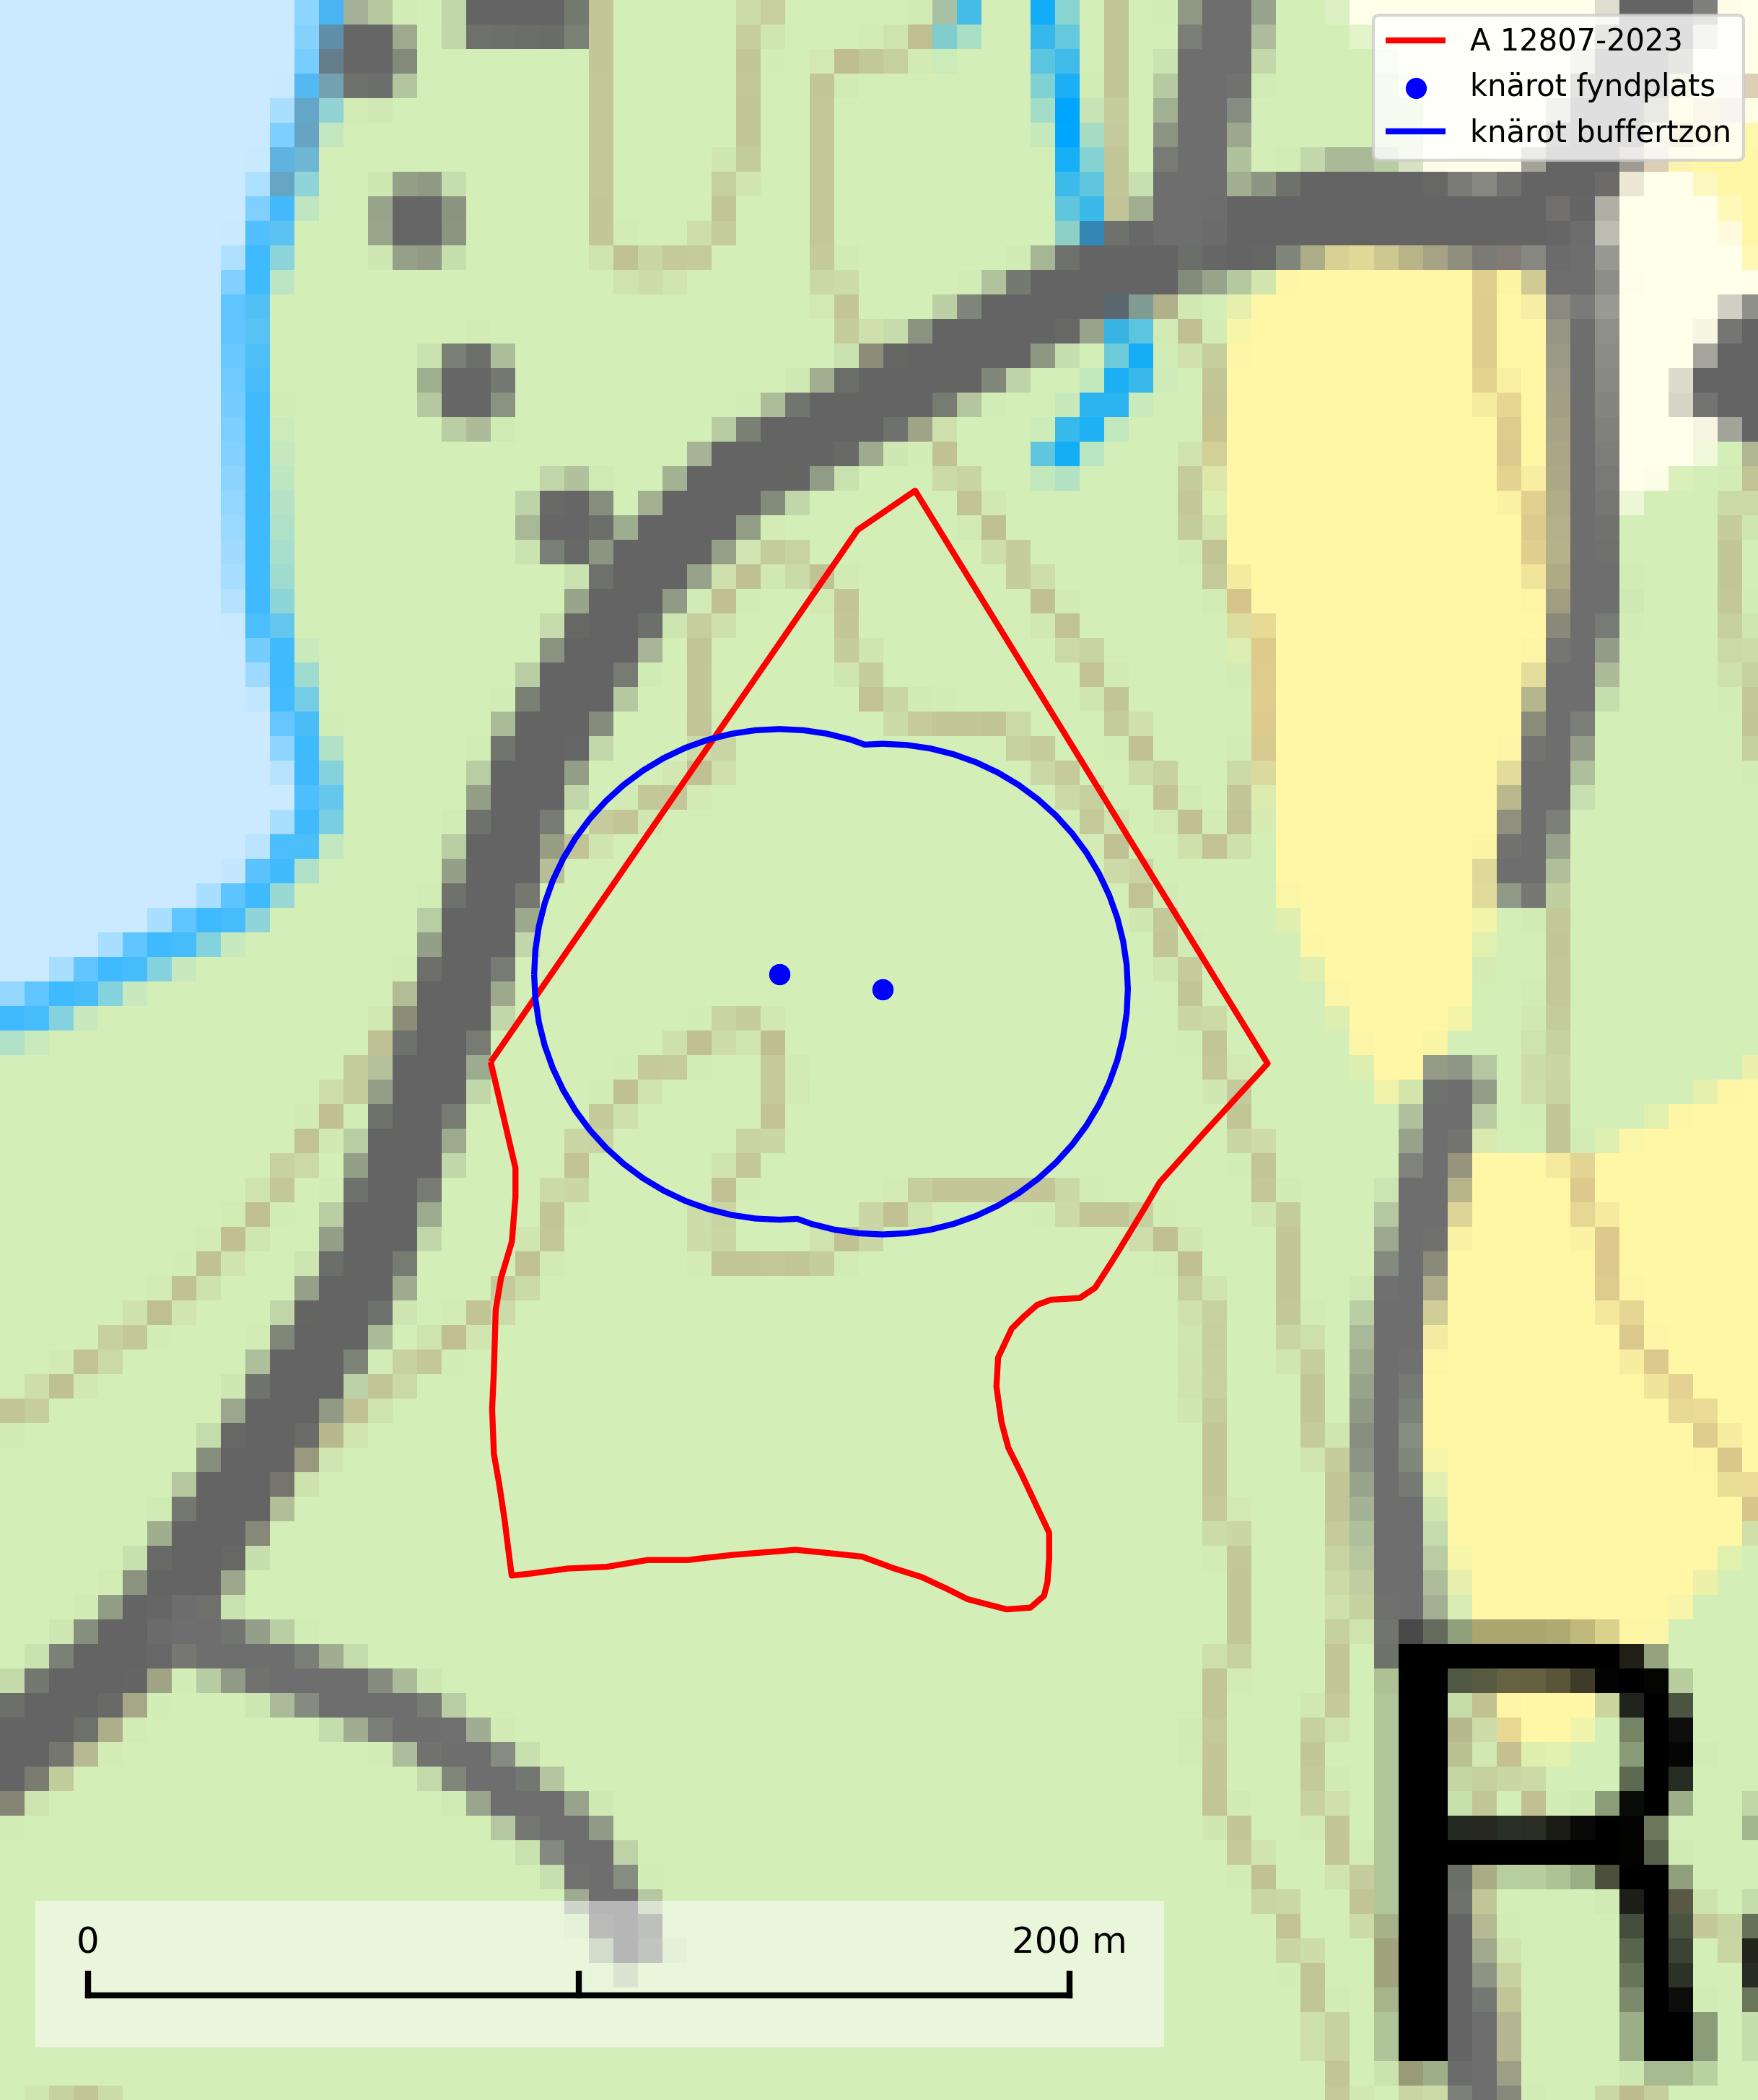 A 12807-2023
knärot fyndplats
knärot buffertzon
R
0 200 m